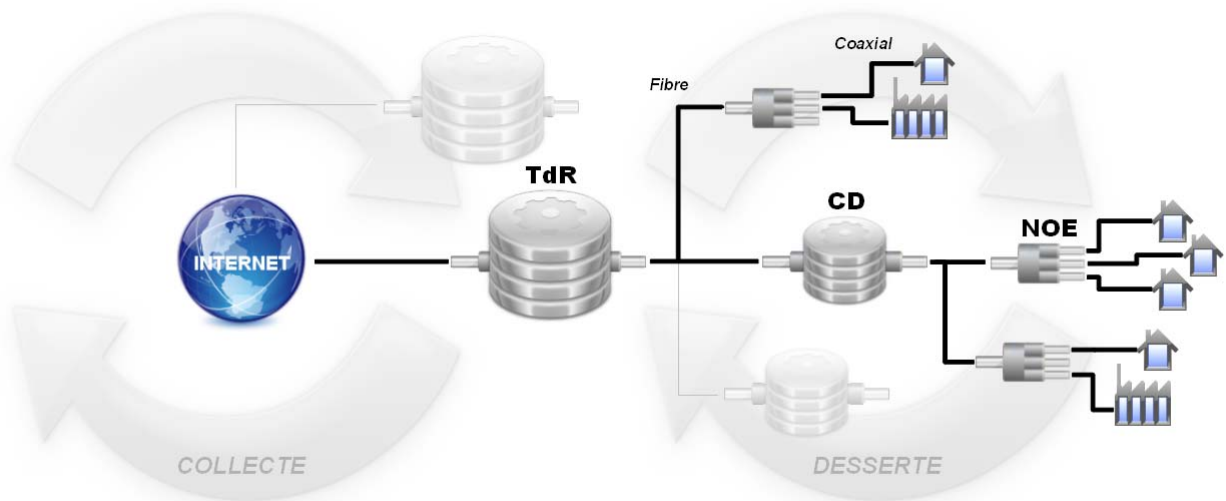 Coaxial
Fibre
TdR
CD
NOE
INTERNET
COLLECTE
DESSERTE